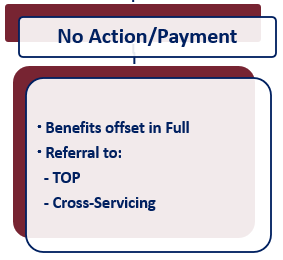 No Action/Payment
· Benefits offset in Full
· Referral to:
- TOP
- Cross-Servicing